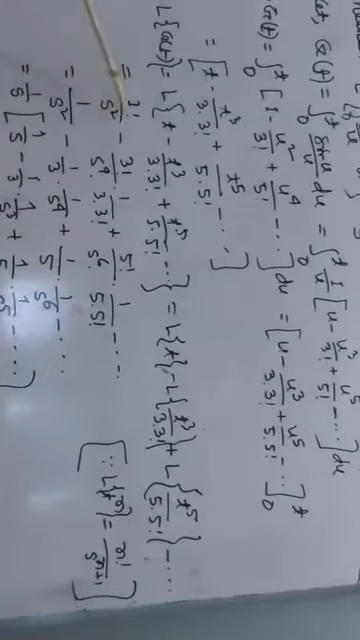 Let, G(t) = ∫₀ᵗ sinu/u du = ∫₀ᵗ 1/u [u - u³/3! + u⁵/5! - ...] du
G(t) = ∫₀ᵗ [1 - u²/3! + u⁴/5! - ...] du = [u - u³/3.3! + u⁵/5.5! - ...]₀ᵗ
= [t - t³/3.3! + t⁵/5.5! - ...]
L{G(t)} = L{t - t³/3.3! + t⁵/5.5! ...} = L{t} - L{t³/3.3!} + L{t⁵/5.5!} - ...
= 1!/s² - 3!/s⁴ · 1/3.3! + 5!/s⁶ · 1/5.5! - ... [∵ L{tⁿ} = n!/sⁿ⁺¹]
= 1/s² - 1/3 · 1/s⁴ + 1/5 · 1/s⁶ - ...
= 1/s [1/s - 1/3 · 1/s³ + 1/5 · 1/s⁵ - ...]